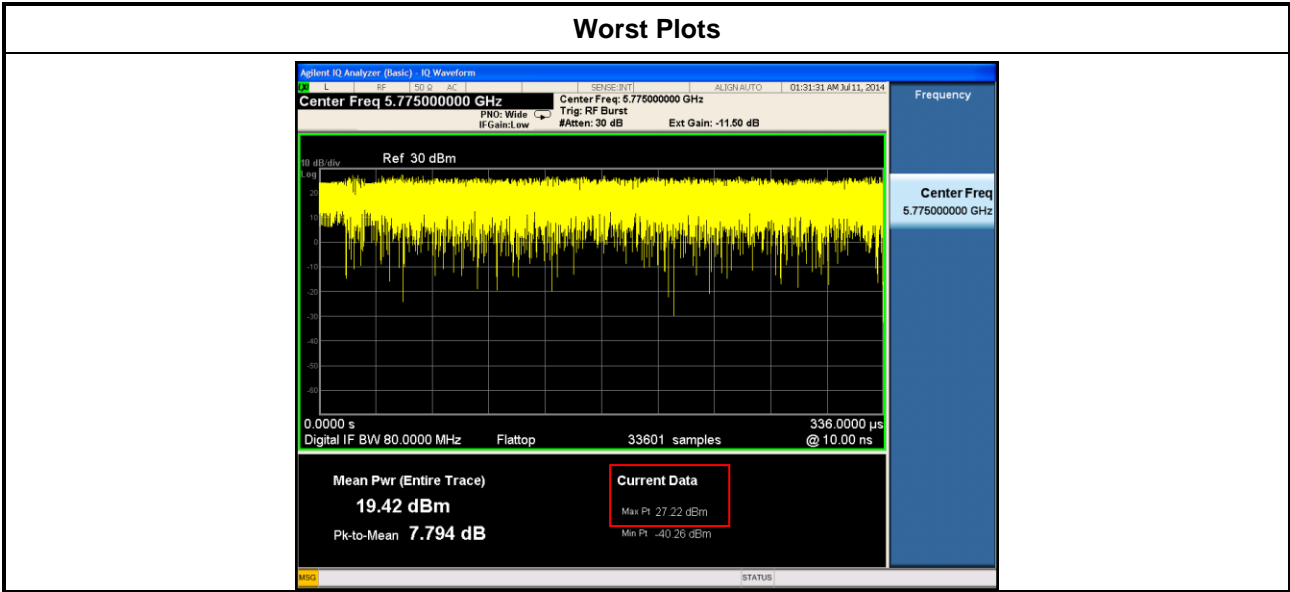 Worst Plots
Agilent IQ Analyzer (Basic) - IQ Waveform
L RF 50 Ω AC SENSE:INT ALIGN AUTO 01:31:31 AM Jul 11, 2014
Center Freq 5.775000000 GHz
PNO: Wide
IFGain:Low
Center Freq: 5.775000000 GHz
Trig: RF Burst
#Atten: 30 dB Ext Gain: -11.50 dB
Frequency
Center Freq
5.775000000 GHz
10 dB/div Ref 30 dBm
Log
20
10
0
-10
-20
-30
-40
-50
-60
0.0000 s 336.0000 µs
Digital IF BW 80.0000 MHz Flattop 33601 samples @ 10.00 ns
Mean Pwr (Entire Trace)
19.42 dBm
Pk-to-Mean 7.794 dB
Current Data
Max Pt 27.22 dBm
Min Pt -40.26 dBm
MSG STATUS